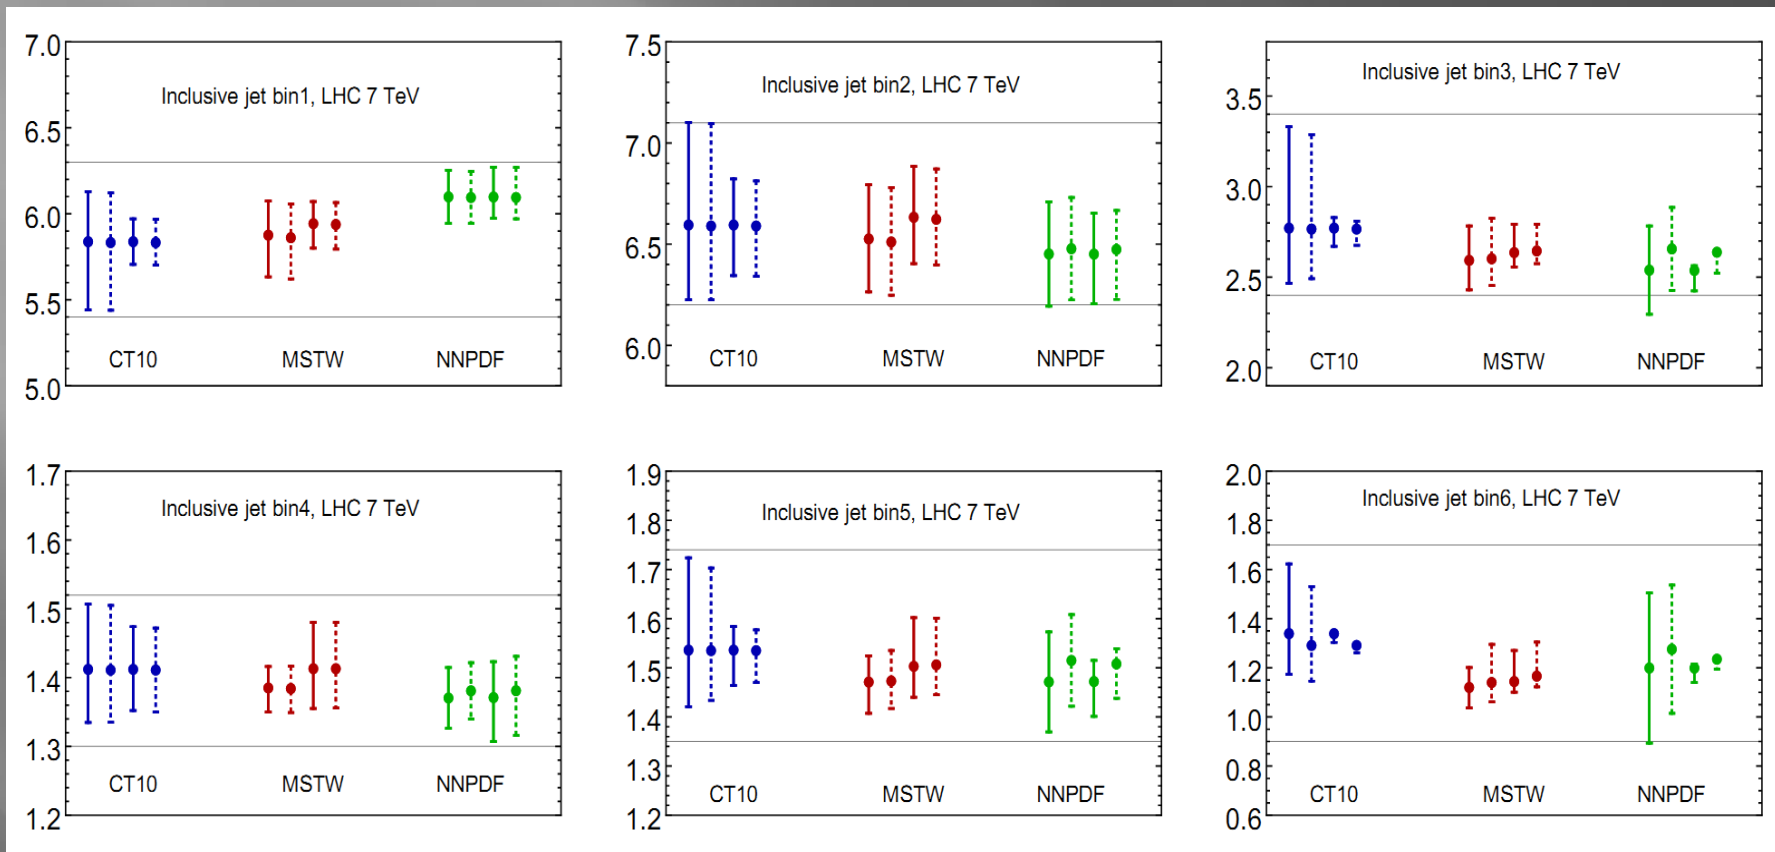 7.0
6.5
6.0
5.5
5.0
Inclusive jet bin1, LHC 7 TeV
CT10 MSTW NNPDF
7.5
7.0
6.5
6.0
Inclusive jet bin2, LHC 7 TeV
CT10 MSTW NNPDF
3.5
3.0
2.5
2.0
Inclusive jet bin3, LHC 7 TeV
CT10 MSTW NNPDF
1.7
1.6
1.5
1.4
1.3
1.2
Inclusive jet bin4, LHC 7 TeV
CT10 MSTW NNPDF
1.9
1.8
1.7
1.6
1.5
1.4
1.3
1.2
Inclusive jet bin5, LHC 7 TeV
CT10 MSTW NNPDF
2.0
1.8
1.6
1.4
1.2
1.0
0.8
0.6
Inclusive jet bin6, LHC 7 TeV
CT10 MSTW NNPDF